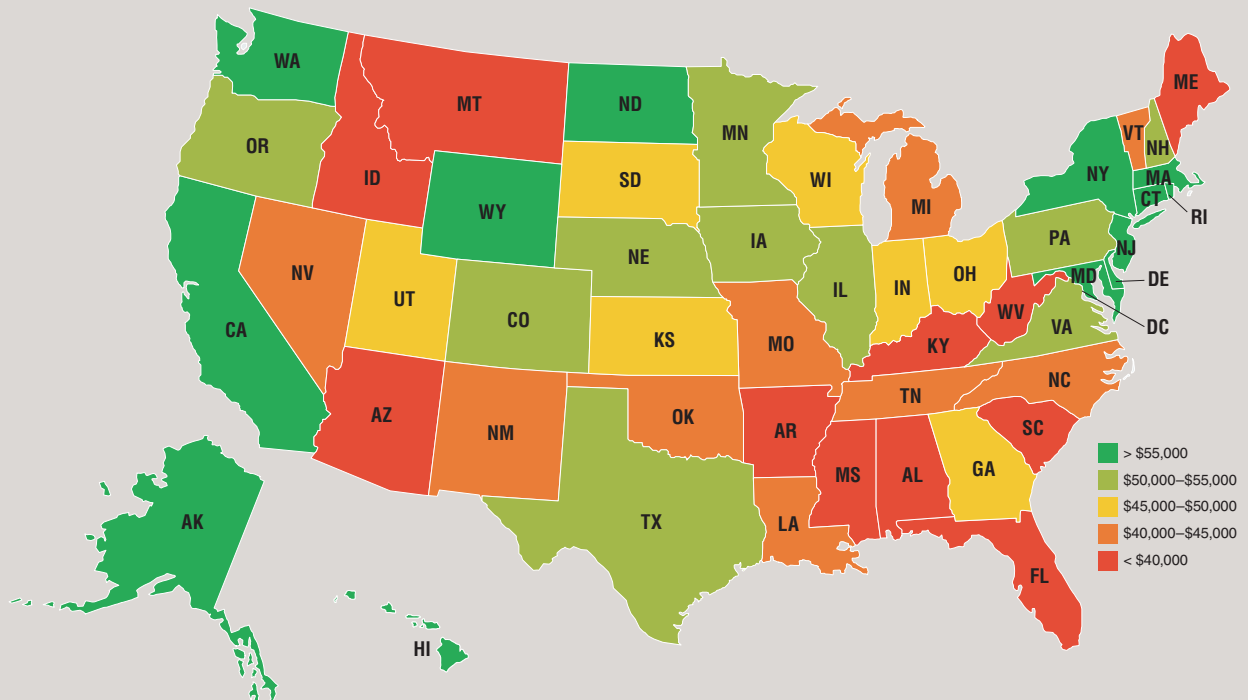 WA
MT
ND
MN
ME
OR
ID
WY
SD
WI
MI
VT
NH
NY
MA
CT
RI
NV
UT
CO
NE
IA
IL
IN
OH
PA
NJ
MD
DE
DC
CA
KS
MO
KY
WV
VA
AZ
NM
OK
AR
TN
NC
SC
MS
AL
GA
TX
LA
FL
AK
HI
> $55,000
$50,000–$55,000
$45,000–$50,000
$40,000–$45,000
< $40,000